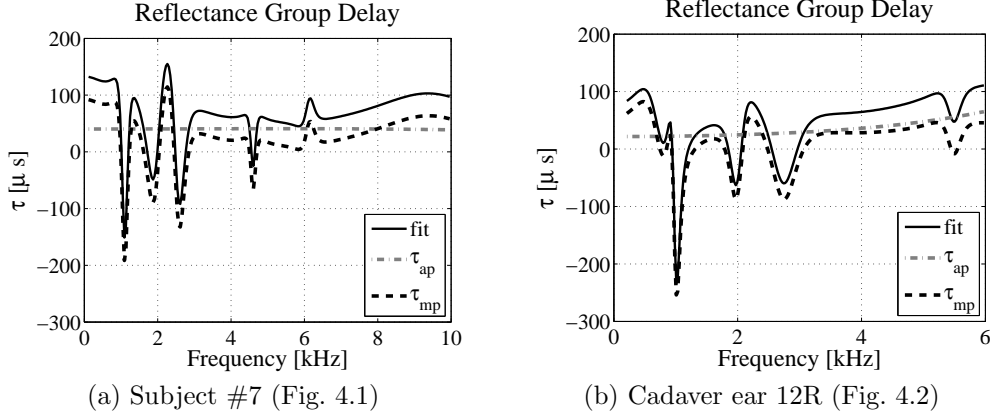 Reflectance Group Delay
200
100
0
−100
−200
−300
τ [μ s]
0
2
4
6
8
10
Frequency [kHz]
fit
τap
τmp
(a) Subject #7 (Fig. 4.1)
Reflectance Group Delay
200
100
0
−100
−200
−300
τ [μ s]
0
2
4
6
Frequency [kHz]
fit
τap
τmp
(b) Cadaver ear 12R (Fig. 4.2)